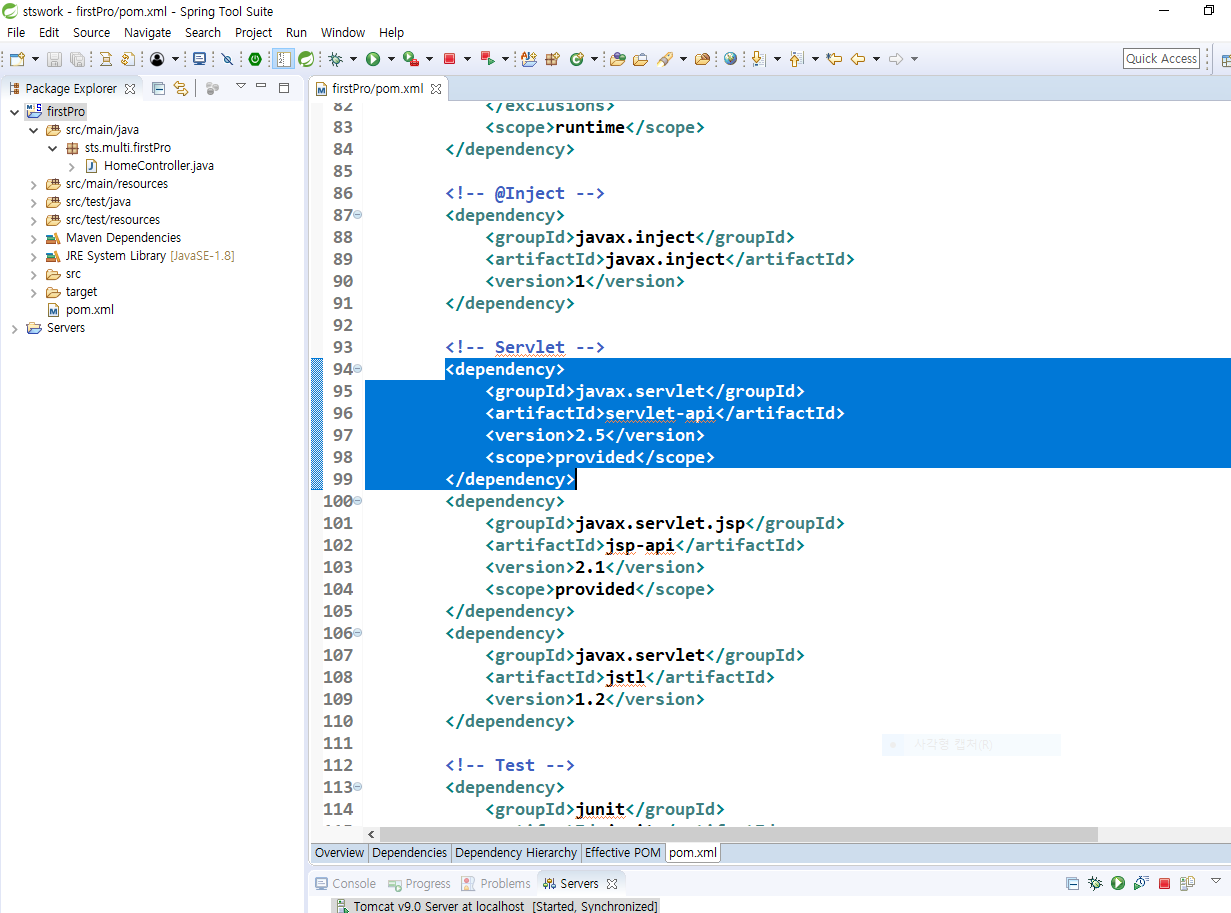 stswork - firstPro/pom.xml - Spring Tool Suite
File Edit Source Navigate Search Project Run Window Help
Quick Access
Package Explorer
firstPro
src/main/java
sts.multi.firstPro
HomeController.java
src/main/resources
src/test/java
src/test/resources
Maven Dependencies
JRE System Library [JavaSE-1.8]
src
target
pom.xml
Servers
firstPro/pom.xml
82 </exclusions>
83 <scope>runtime</scope>
84 </dependency>
85
86 <!-- @Inject -->
87 <dependency>
88 <groupId>javax.inject</groupId>
89 <artifactId>javax.inject</artifactId>
90 <version>1</version>
91 </dependency>
92
93 <!-- Servlet -->
94 <dependency>
95 <groupId>javax.servlet</groupId>
96 <artifactId>servlet-api</artifactId>
97 <version>2.5</version>
98 <scope>provided</scope>
99 </dependency>
100 <dependency>
101 <groupId>javax.servlet.jsp</groupId>
102 <artifactId>jsp-api</artifactId>
103 <version>2.1</version>
104 <scope>provided</scope>
105 </dependency>
106 <dependency>
107 <groupId>javax.servlet</groupId>
108 <artifactId>jstl</artifactId>
109 <version>1.2</version>
110 </dependency>
111
112 <!-- Test -->
113 <dependency>
114 <groupId>junit</groupId>
사각형 캡처(R)
Overview Dependencies Dependency Hierarchy Effective POM pom.xml
Console Progress Problems Servers
Tomcat v9.0 Server at localhost [Started, Synchronized]